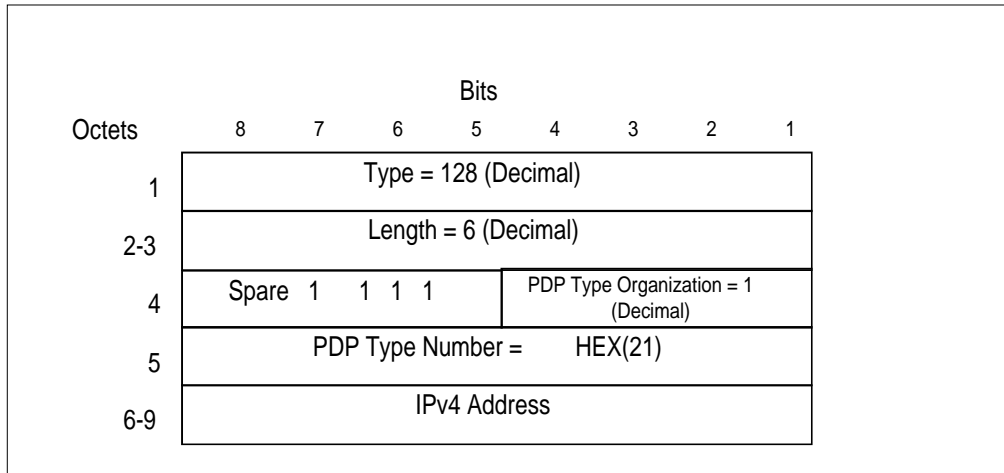 Bits
Octets 8 7 6 5 4 3 2 1
1 Type = 128 (Decimal)
2-3 Length = 6 (Decimal)
4 Spare 1 1 1 1 PDP Type Organization = 1
(Decimal)
5 PDP Type Number = HEX(21)
6-9 IPv4 Address